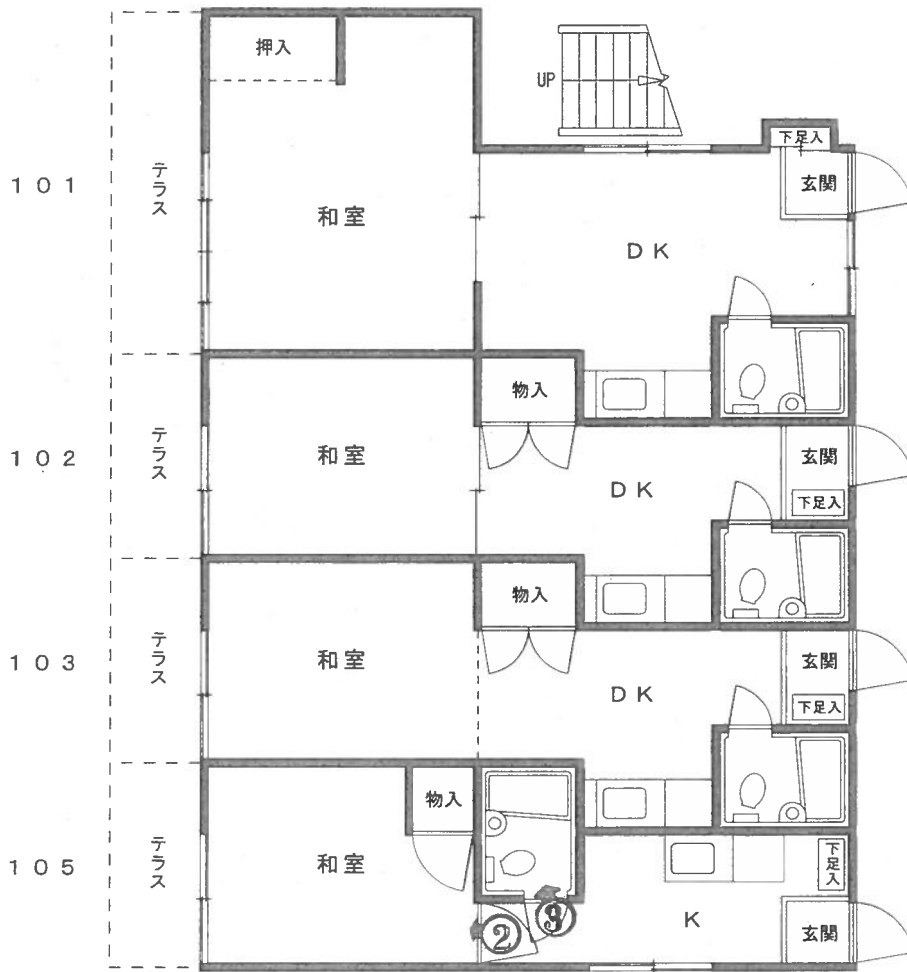 押入
UP
下足入
101
テラス
和室
DK
玄関
102
テラス
和室
物入
DK
玄関
下足入
103
テラス
和室
物入
DK
玄関
下足入
105
テラス
和室
物入
②
③
K
下足入
玄関